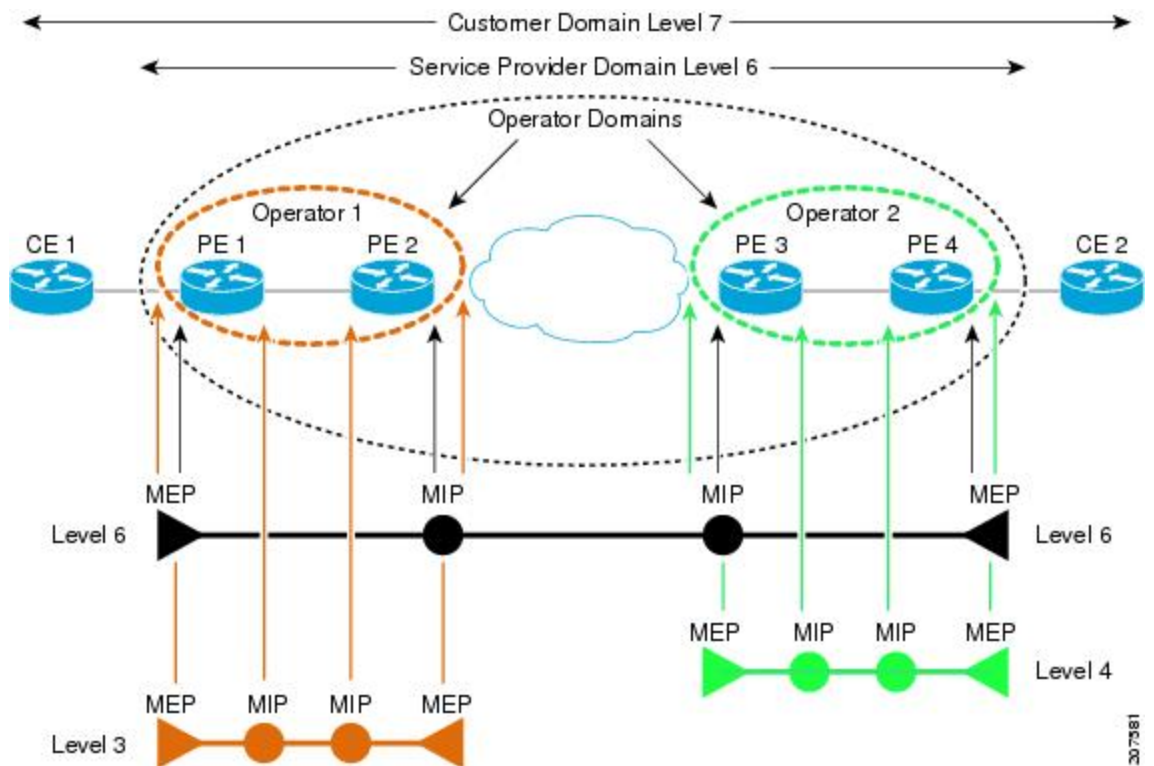 Customer Domain Level 7
Service Provider Domain Level 6
Operator Domains
Operator 1
Operator 2
CE 1
PE 1
PE 2
PE 3
PE 4
CE 2
MEP
MIP
MIP
MEP
Level 6
Level 6
MEP
MIP
MIP
MEP
Level 4
MEP
MIP
MIP
MEP
Level 3
207581